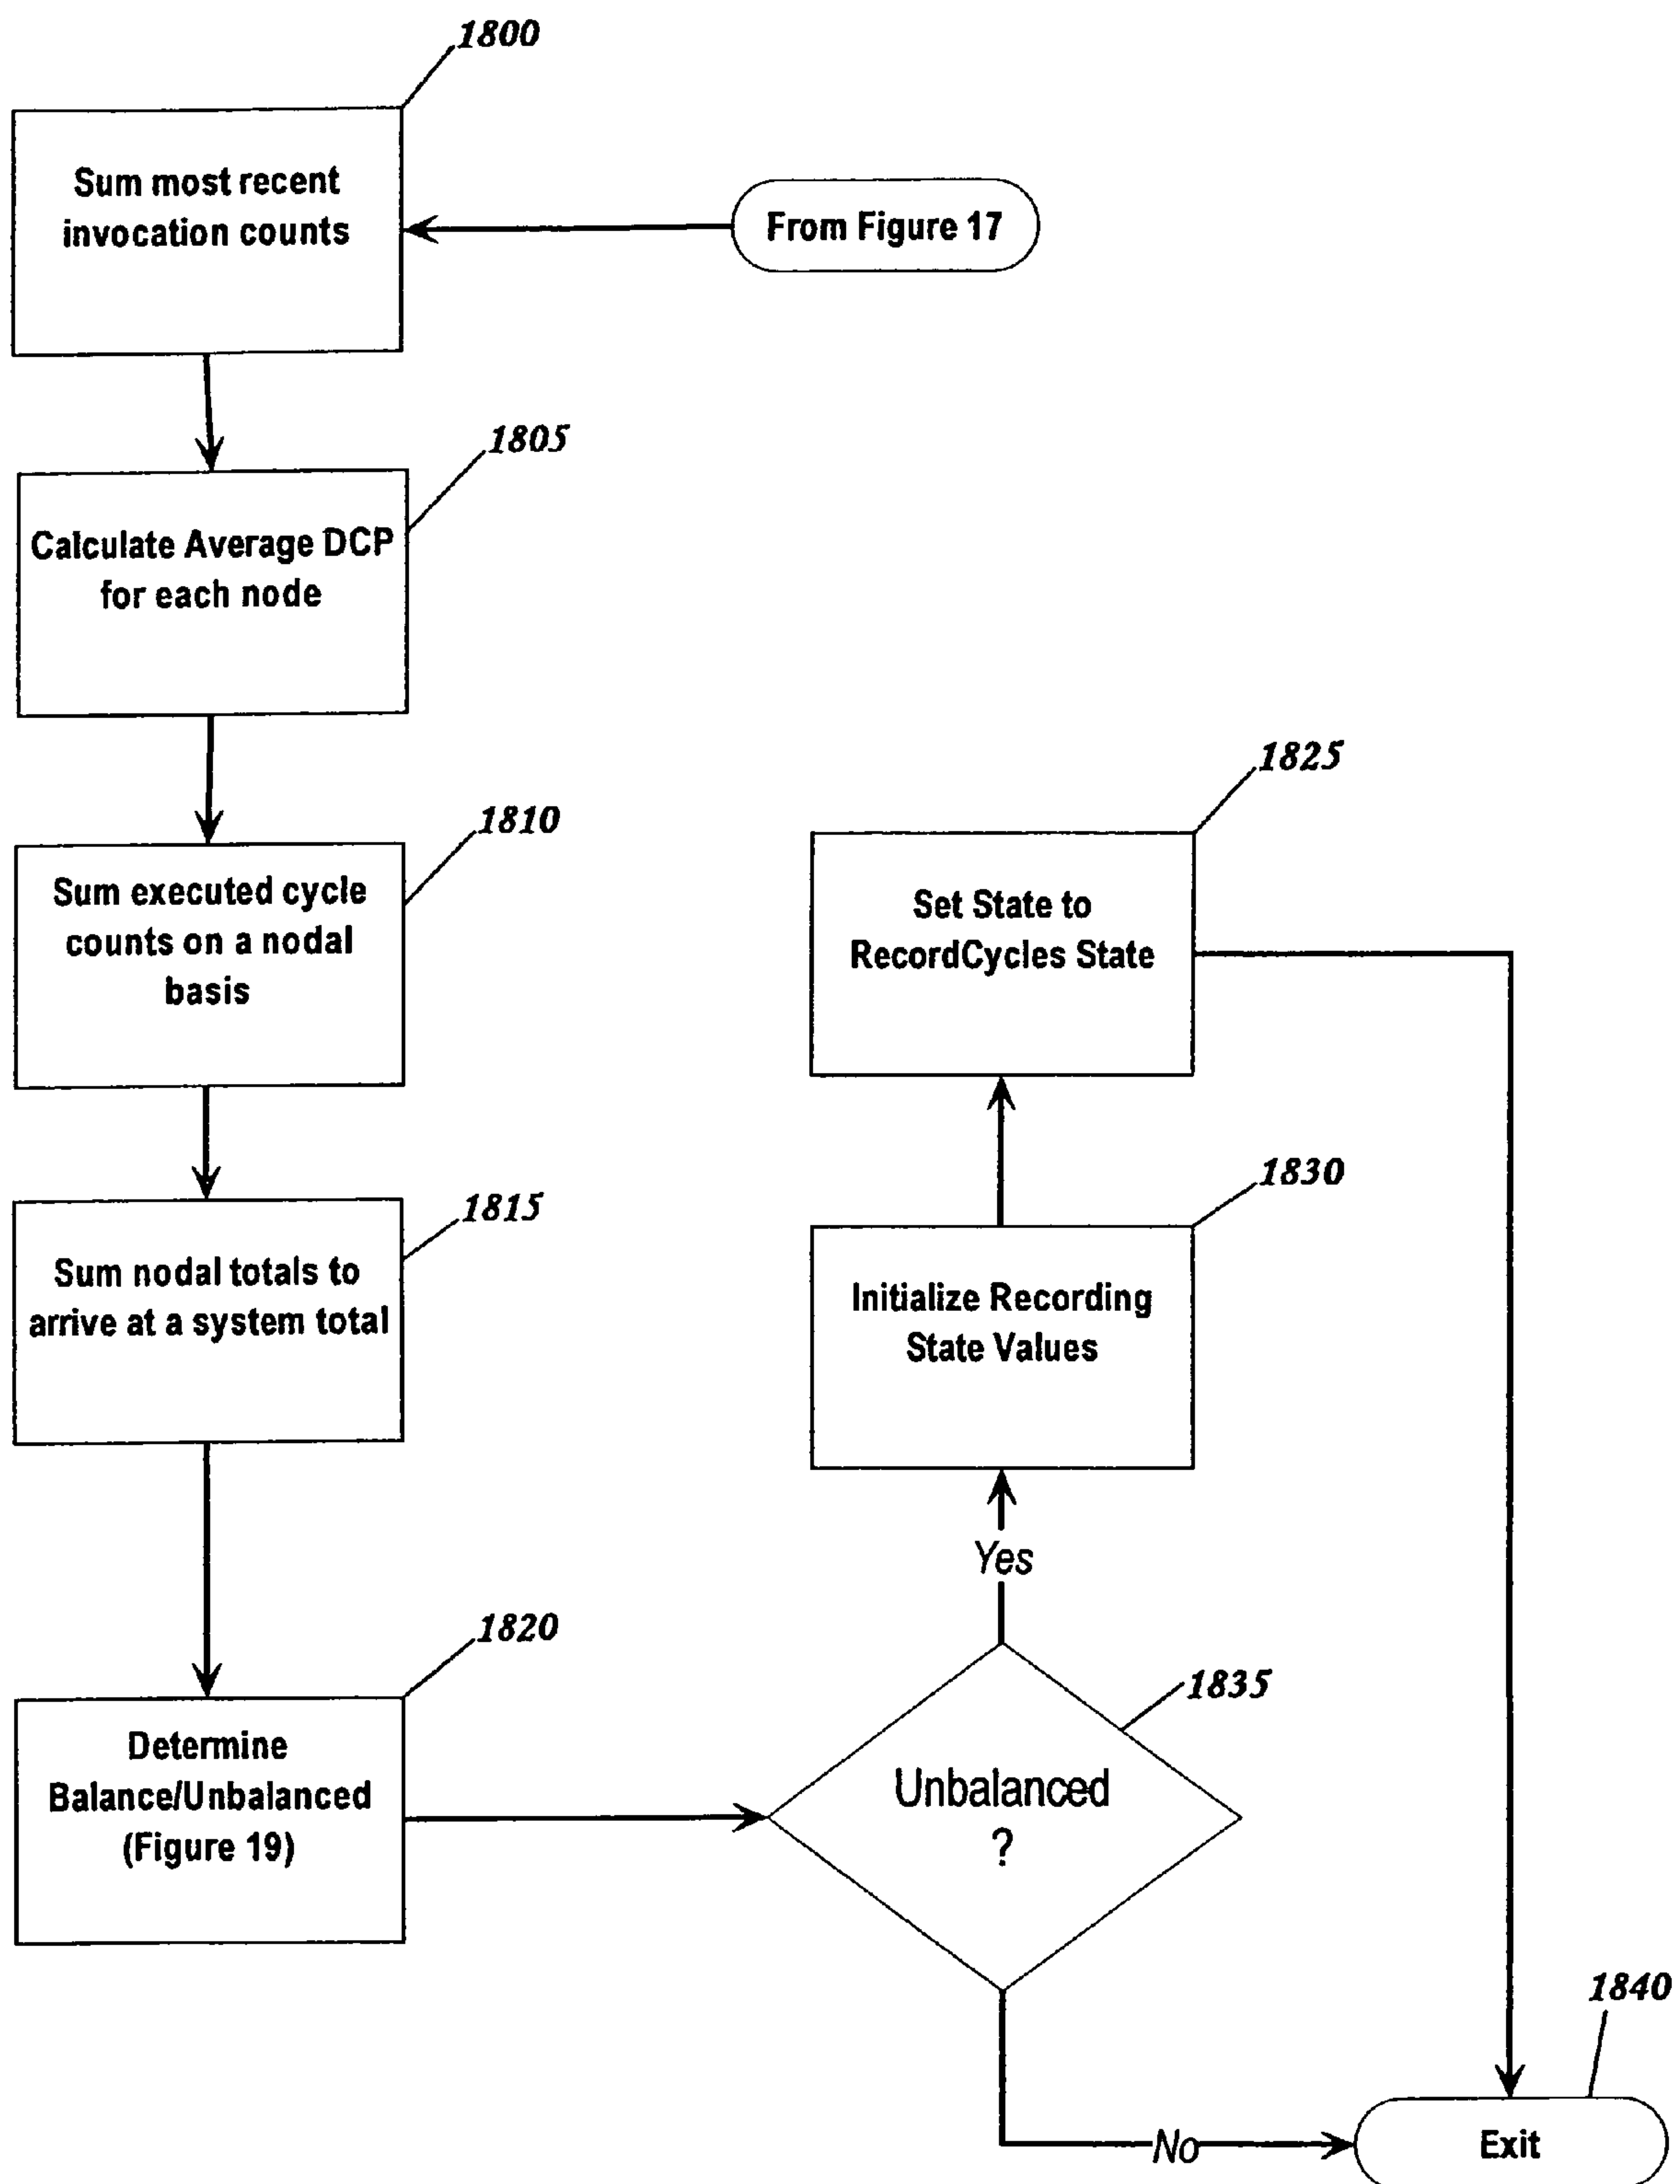 1800
Sum most recent
invocation counts
From Figure 17
1805
Calculate Average DCP
for each node
1810
Sum executed cycle
counts on a nodal
basis
1815
Sum nodal totals to
arrive at a system total
1820
Determine
Balance/Unbalanced
(Figure 19)
1825
Set State to
RecordCycles State
1830
Initialize Recording
State Values
Yes
1835
Unbalanced
?
No
1840
Exit